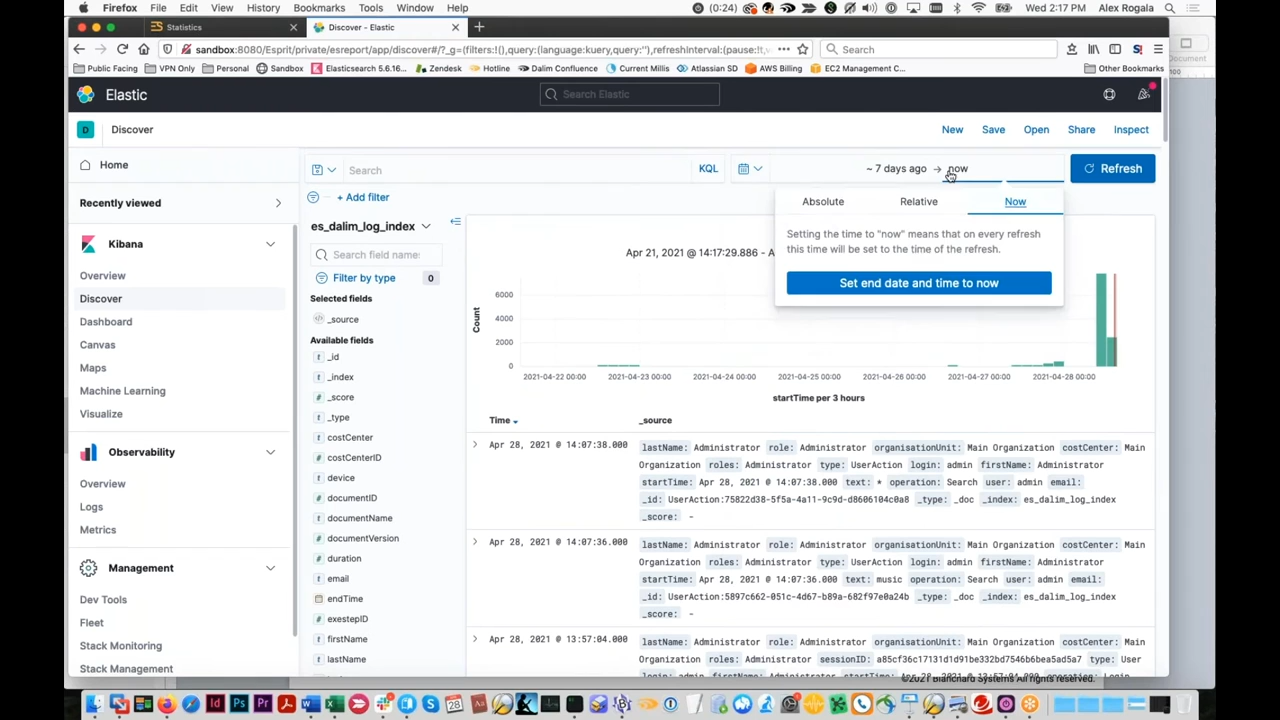 Firefox File Edit View History Bookmarks Tools Window Help
(0:24) Wed 2:17 PM Alex Rogala
Statistics
Discover - Elastic
sandbox:8080/Esprit/private/esreport/app/discover#/?_g=(filters:!(),query:(language:kuery,query:''),refreshInterval:(pause:!t,v
Search
Public Facing VPN Only Personal Sandbox Elasticsearch 5.6.16... Zendesk Hotline Dalim Confluence Current Millis Atlassian SD AWS Billing EC2 Management C... Other Bookmarks
Elastic
Search Elastic
D Discover
New Save Open Share Inspect
Home
Recently viewed
Kibana
Overview
Discover
Dashboard
Canvas
Maps
Machine Learning
Visualize
Observability
Overview
Logs
Metrics
Management
Dev Tools
Fleet
Stack Monitoring
Stack Management
Search
KQL
~ 7 days ago → now
Refresh
+ Add filter
Absolute Relative Now
Setting the time to "now" means that on every refresh
this time will be set to the time of the refresh.
Set end date and time to now
es_dalim_log_index
Search field names
Filter by type 0
Selected fields
_source
Available fields
_id
_index
_score
_type
costCenter
costCenterID
device
documentID
documentName
documentVersion
duration
email
endTime
exestepID
firstName
lastName
Apr 21, 2021 @ 14:17:29.886 - A
Count
6000
4000
2000
0
2021-04-22 00:00 2021-04-23 00:00 2021-04-24 00:00 2021-04-25 00:00 2021-04-26 00:00 2021-04-27 00:00 2021-04-28 00:00
startTime per 3 hours
Time _source
Apr 28, 2021 @ 14:07:38.000
lastName: Administrator role: Administrator organisationUnit: Main Organization costCenter: Main
Organization roles: Administrator type: UserAction login: admin firstName: Administrator
startTime: Apr 28, 2021 @ 14:07:38.000 text: * operation: Search user: admin email:
_id: UserAction:75822d38-5f5a-4a11-9c9d-d8606104c0a8 _type: _doc _index: es_dalim_log_index
_score: -
Apr 28, 2021 @ 14:07:36.000
lastName: Administrator role: Administrator organisationUnit: Main Organization costCenter: Main
Organization roles: Administrator type: UserAction login: admin firstName: Administrator
startTime: Apr 28, 2021 @ 14:07:36.000 text: music operation: Search user: admin email:
_id: UserAction:5897c662-051c-4d67-b89a-682f97e0a24b _type: _doc _index: es_dalim_log_index
_score: -
Apr 28, 2021 @ 13:57:04.000
lastName: Administrator role: Administrator organisationUnit: Main Organization costCenter: Main
Organization roles: Administrator sessionID: a85cf36c17131d1d91be332bd7546b6bea5ad5a7 type: User
©2021 Blanchard Systems All rights reserved.